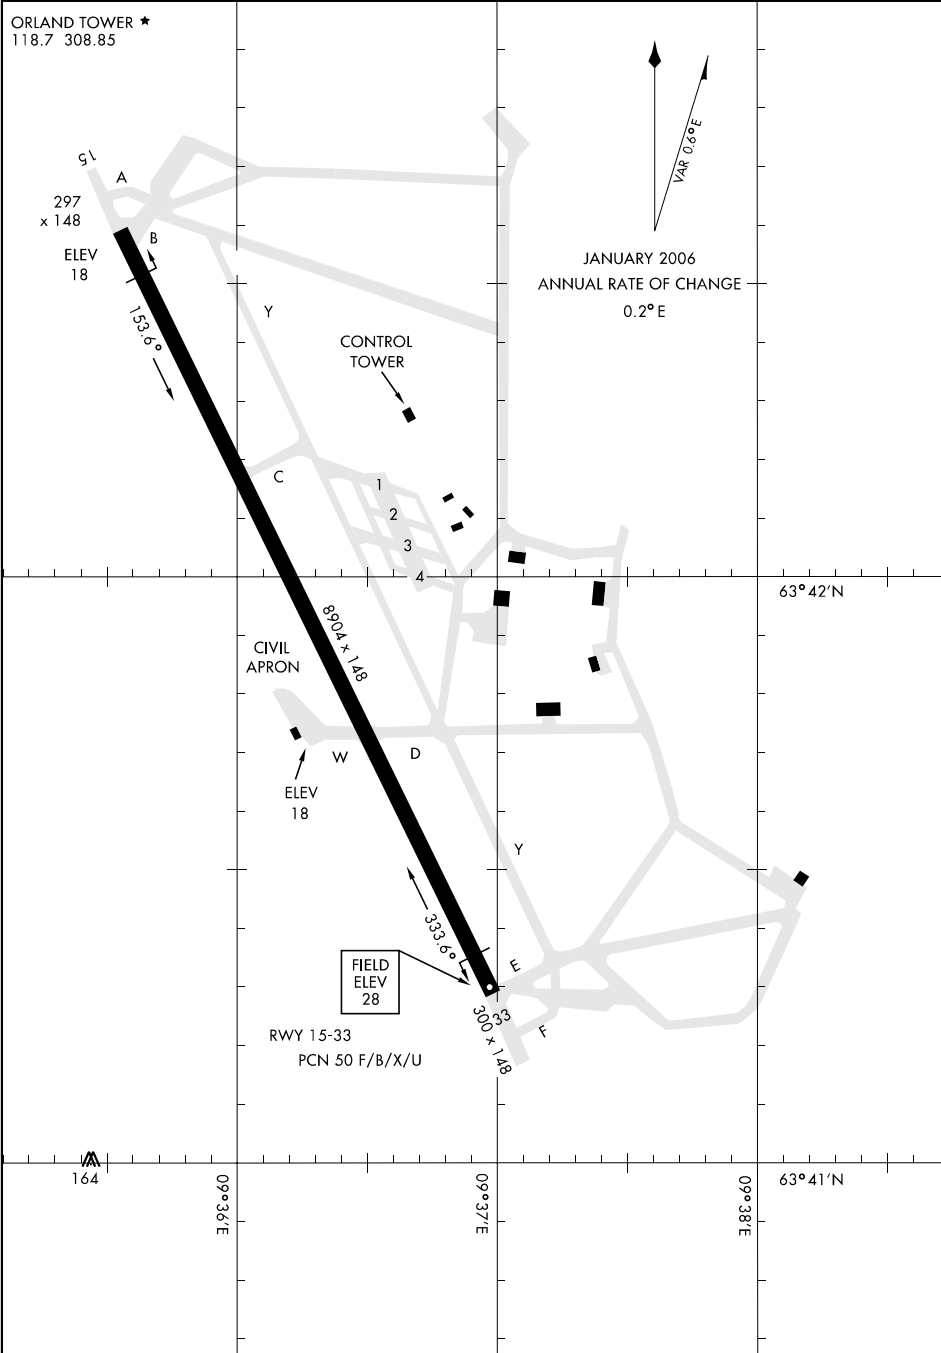 ORLAND TOWER ★
118.7 308.85
VAR 0.6° E
15
A
297
x 148
B
ELEV
18
JANUARY 2006
ANNUAL RATE OF CHANGE
0.2° E
153.6°
Y
CONTROL
TOWER
C
1
2
3
4
63° 42' N
8904 x 148
CIVIL
APRON
W
D
ELEV
18
Y
333.6°
E
FIELD
ELEV
28
33
300 x 148
F
RWY 15-33
PCN 50 F/B/X/U
164
09° 36' E
09° 37' E
09° 38' E
63° 41' N